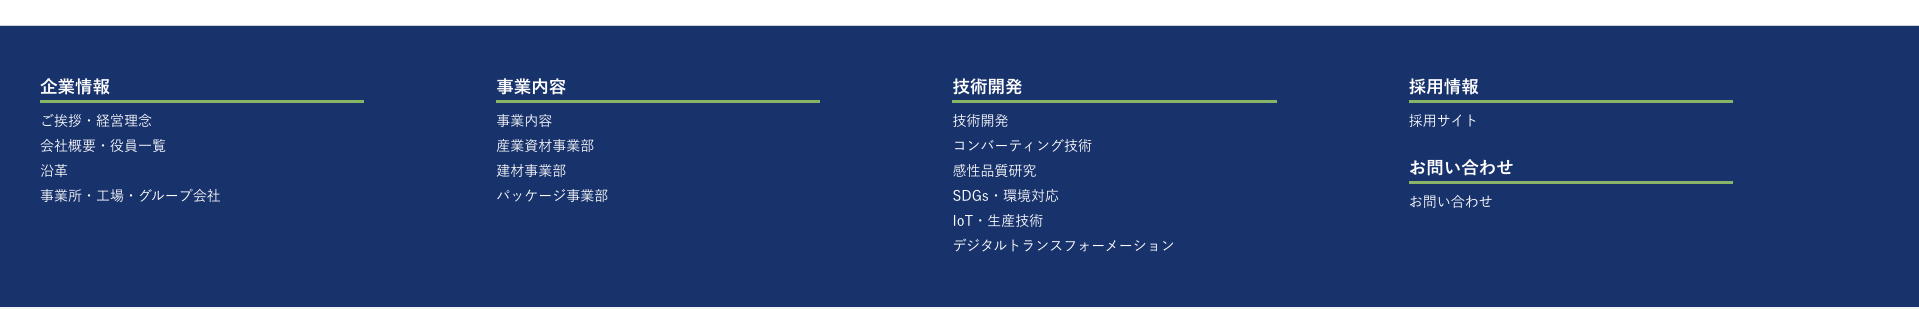 企業情報
ご挨拶・経営理念
会社概要・役員一覧
沿革
事業所・工場・グループ会社
事業内容
事業内容
産業資材事業部
建材事業部
パッケージ事業部
技術開発
技術開発
コンバーティング技術
感性品質研究
SDGs・環境対応
IoT・生産技術
デジタルトランスフォーメーション
採用情報
採用サイト
お問い合わせ
お問い合わせ